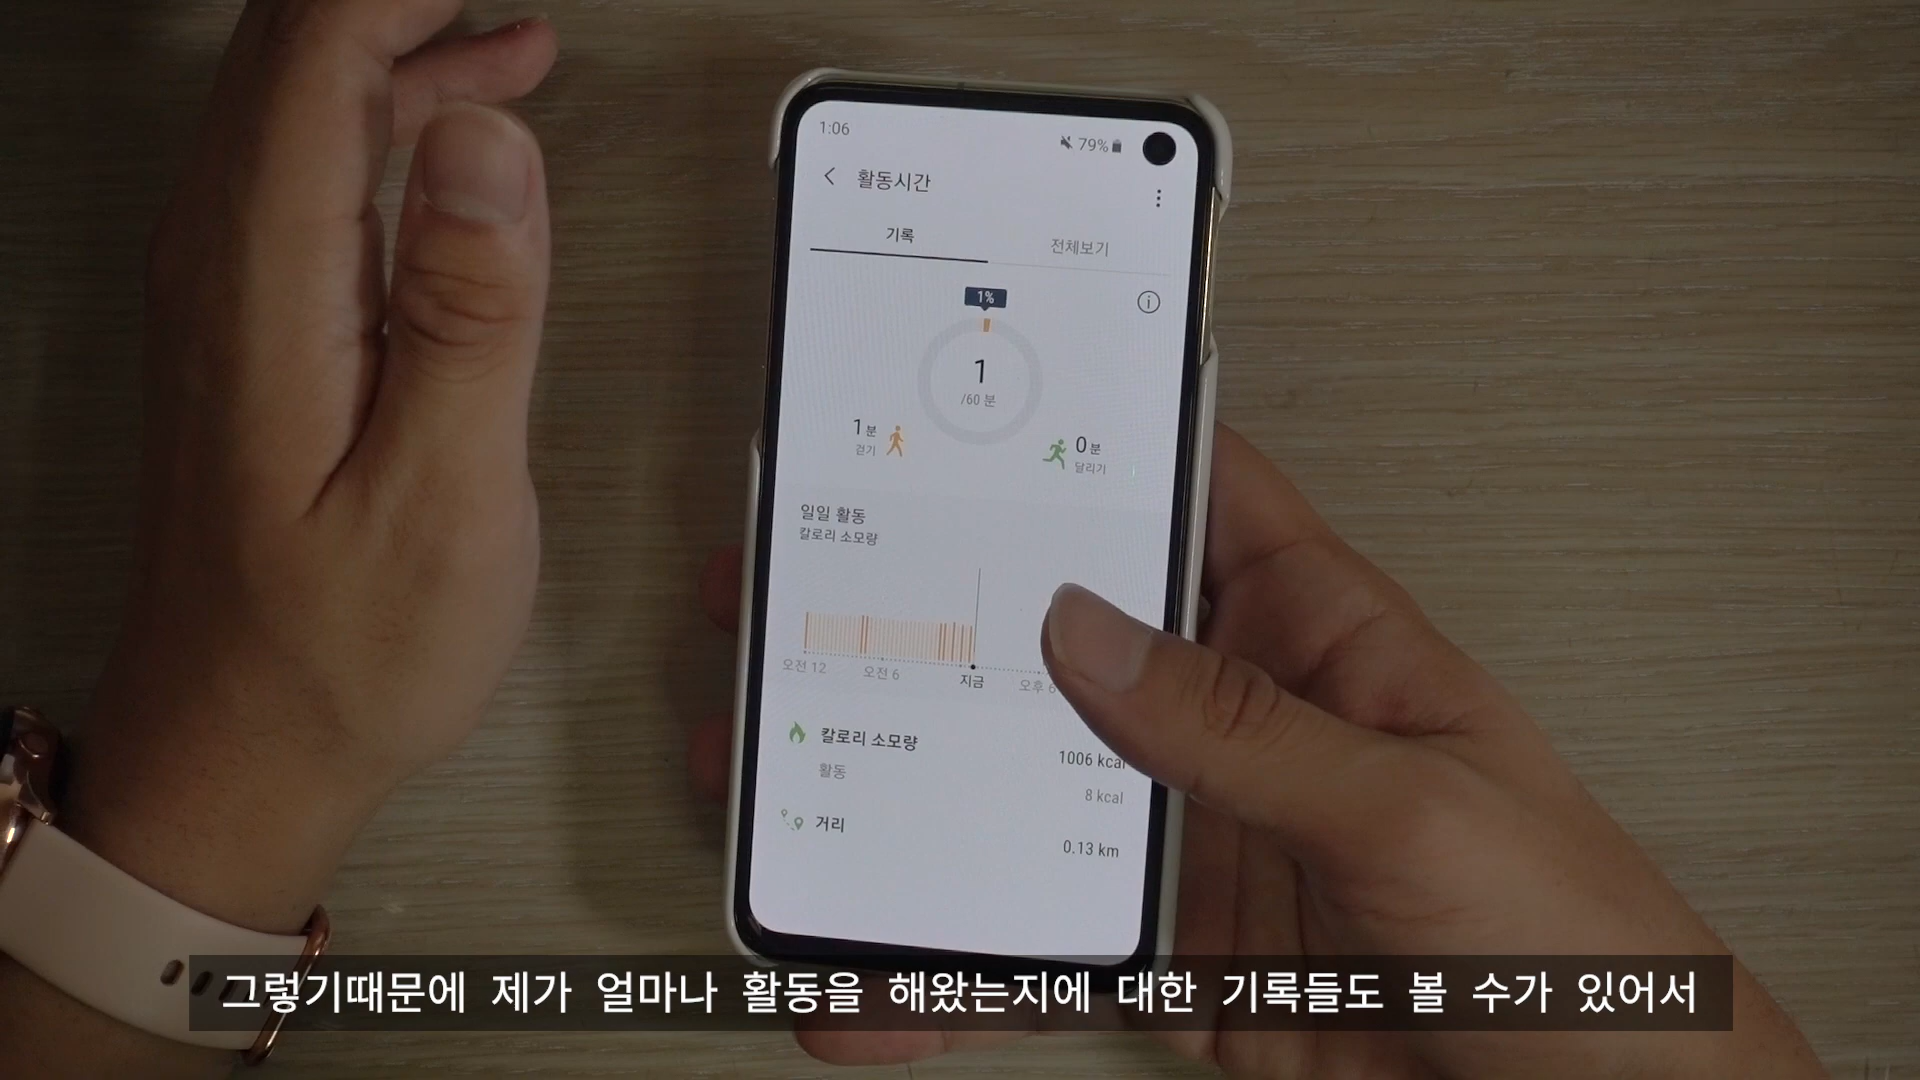 1:06
79%
활동시간
기록
전체보기
1%
1
/60 분
1 분
걷기
0 분
달리기
일일 활동
칼로리 소모량
오전 12
오전 6
지금
오후 6
칼로리 소모량
1006 kcal
활동
8 kcal
거리
0.13 km
그렇기때문에 제가 얼마나 활동을 해왔는지에 대한 기록들도 볼 수가 있어서